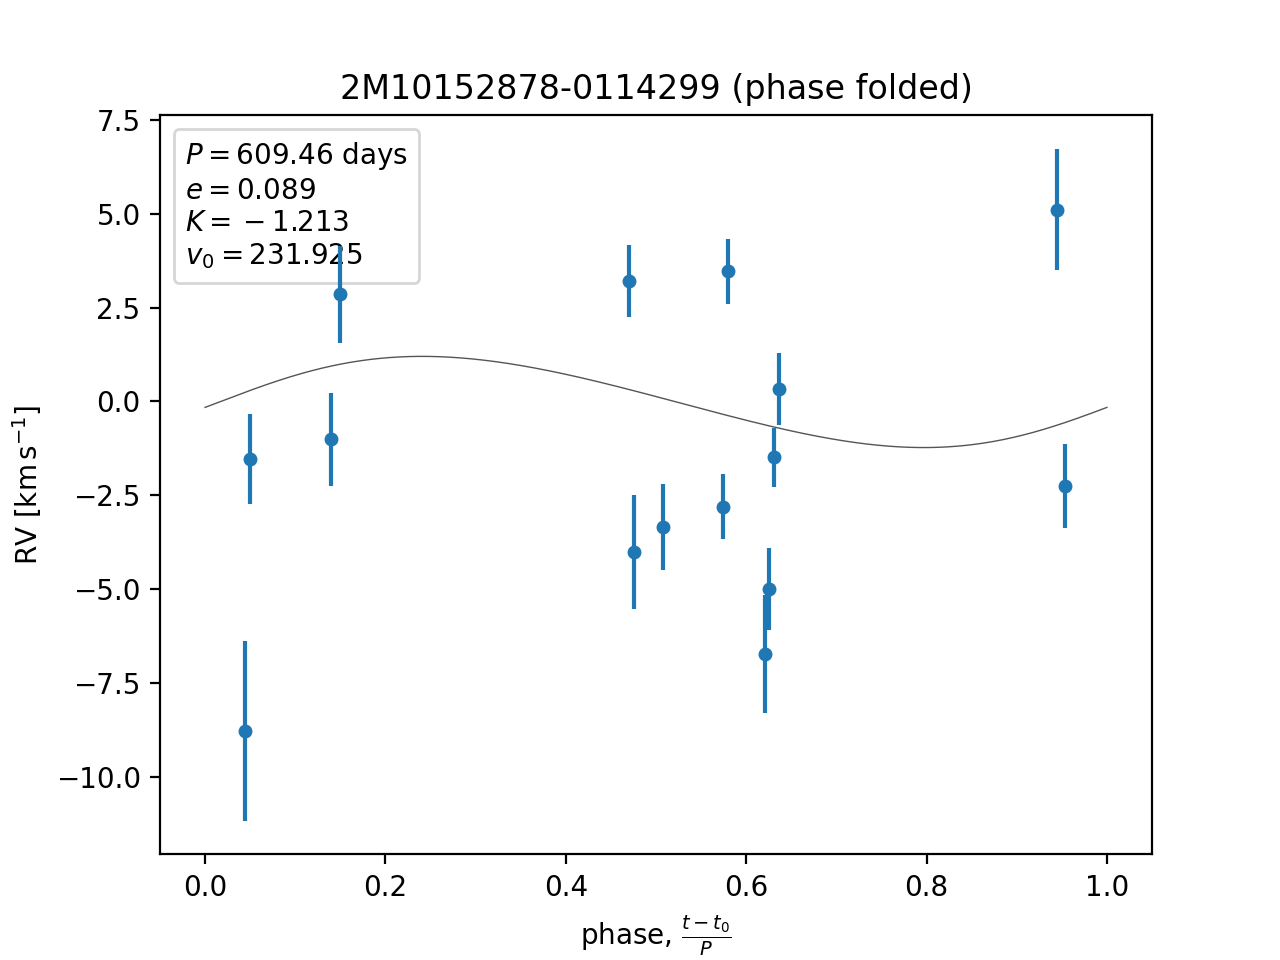 2M10152878-0114299 (phase folded)
P = 609.46 days
e = 0.089
K = −1.213
v₀ = 231.925
RV [km s⁻¹]
7.5
5.0
2.5
0.0
−2.5
−5.0
−7.5
−10.0
0.0 0.2 0.4 0.6 0.8 1.0
phase, (t − t₀)/P